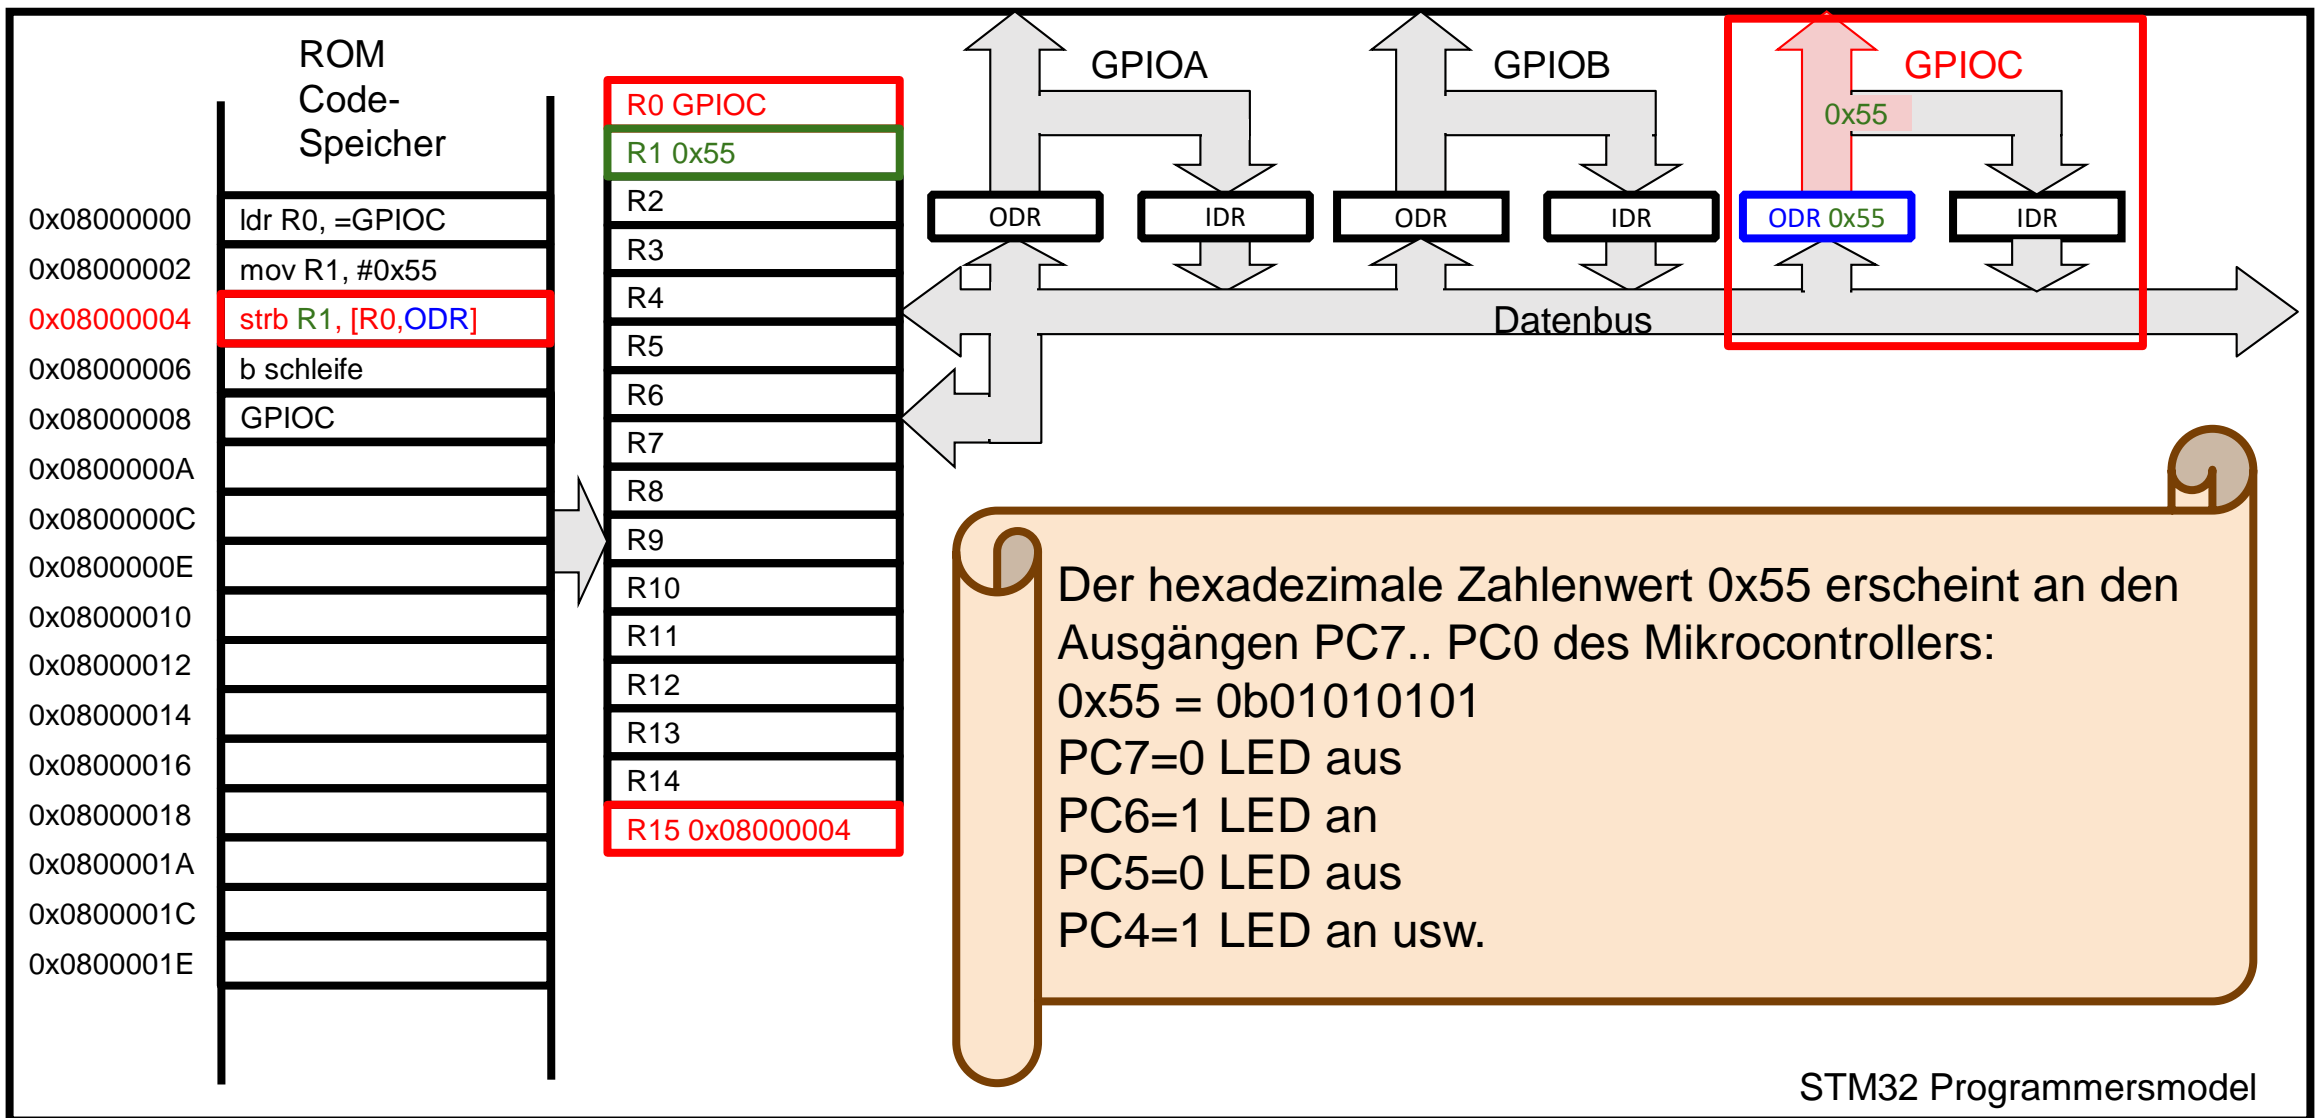 ROM
Code-
Speicher
0x08000000 ldr R0, =GPIOC
0x08000002 mov R1, #0x55
0x08000004 strb R1, [R0,ODR]
0x08000006 b schleife
0x08000008 GPIOC
0x0800000A
0x0800000C
0x0800000E
0x08000010
0x08000012
0x08000014
0x08000016
0x08000018
0x0800001A
0x0800001C
0x0800001E
R0 GPIOC
R1 0x55
R2
R3
R4
R5
R6
R7
R8
R9
R10
R11
R12
R13
R14
R15 0x08000004
GPIOA
ODR
IDR
GPIOB
ODR
IDR
GPIOC
0x55
ODR 0x55
IDR
Datenbus
Der hexadezimale Zahlenwert 0x55 erscheint an den
Ausgängen PC7.. PC0 des Mikrocontrollers:
0x55 = 0b01010101
PC7=0 LED aus
PC6=1 LED an
PC5=0 LED aus
PC4=1 LED an usw.
STM32 Programmersmodel